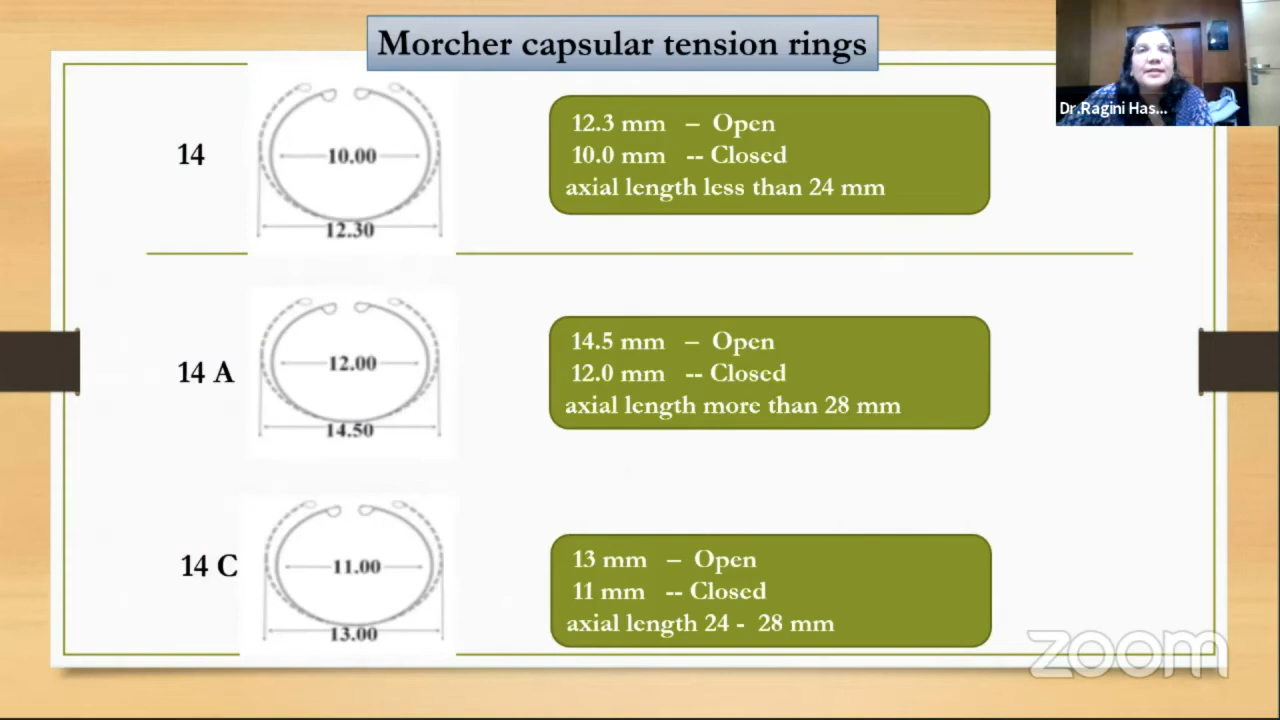 Morcher capsular tension rings
Dr.Ragini Has...
14
10.00
12.30
12.3 mm – Open
10.0 mm -- Closed
axial length less than 24 mm
14 A
12.00
14.50
14.5 mm – Open
12.0 mm -- Closed
axial length more than 28 mm
14 C
11.00
13.00
13 mm – Open
11 mm -- Closed
axial length 24 - 28 mm
zoom